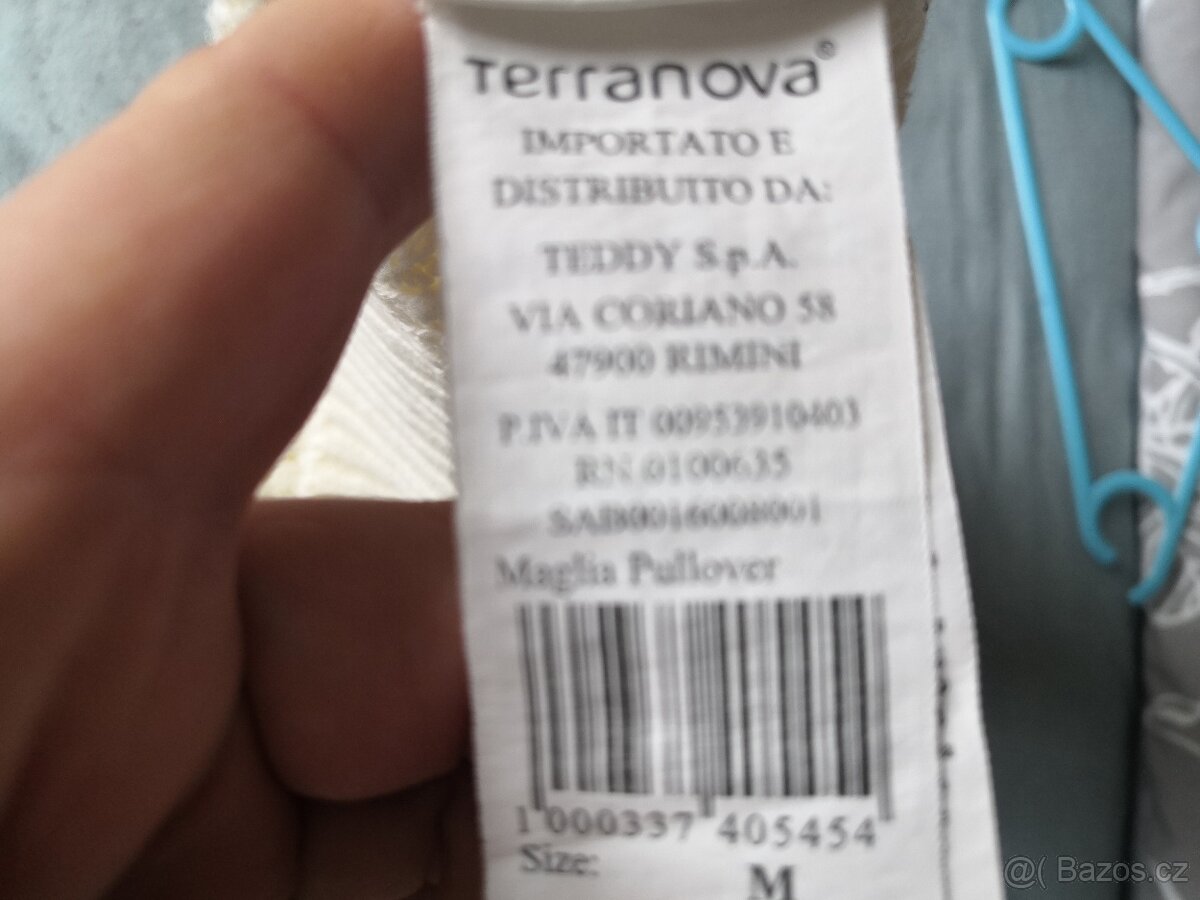 Terranova®
IMPORTATO E
DISTRIBUITO DA:
TEDDY S.p.A.
VIA CORIANO 58
47900 RIMINI
P.IVA IT 00953910403
RN.0100635
SAB0016008001
Maglia Pullover
1 000337 405454
Size: M
@( Bazos.cz